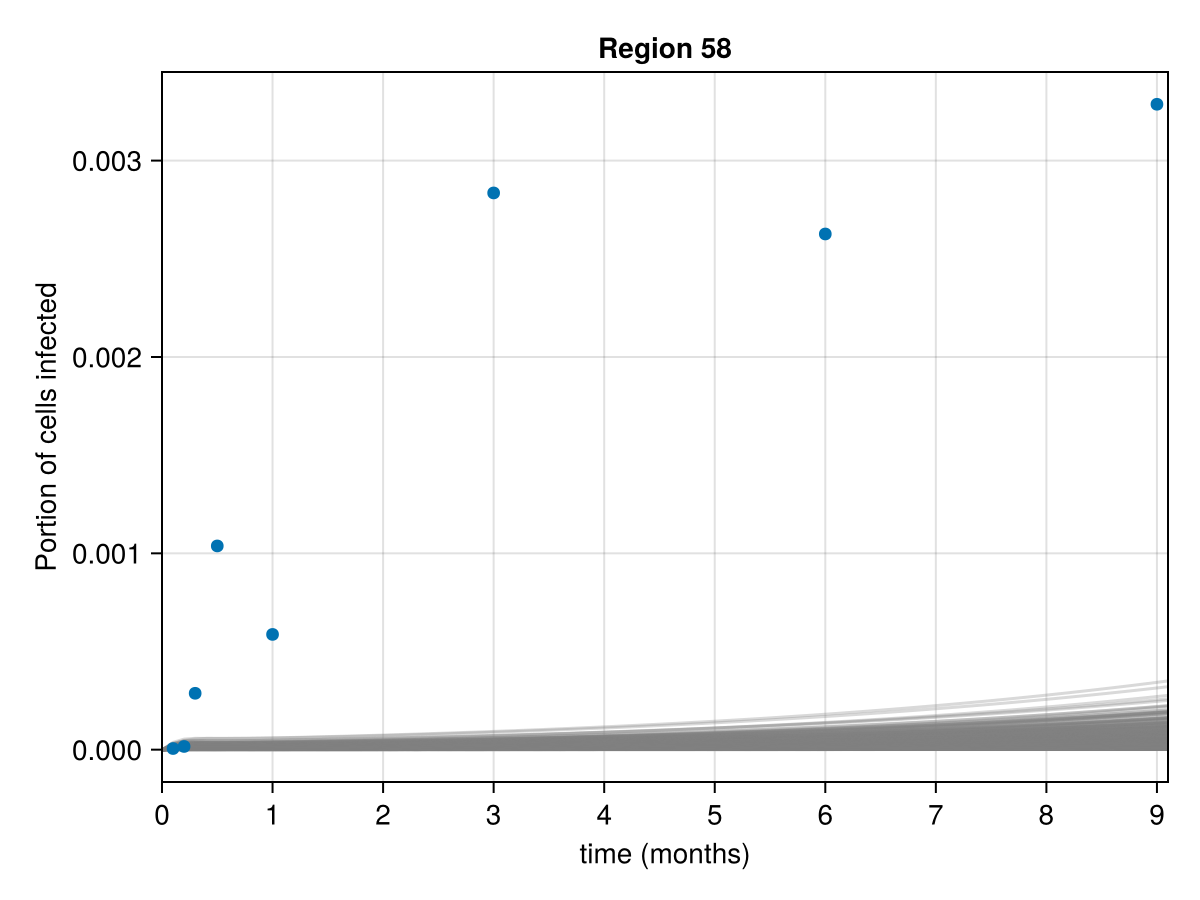 Region 58
Portion of cells infected
0.003
0.002
0.001
0.000
0 1 2 3 4 5 6 7 8 9
time (months)